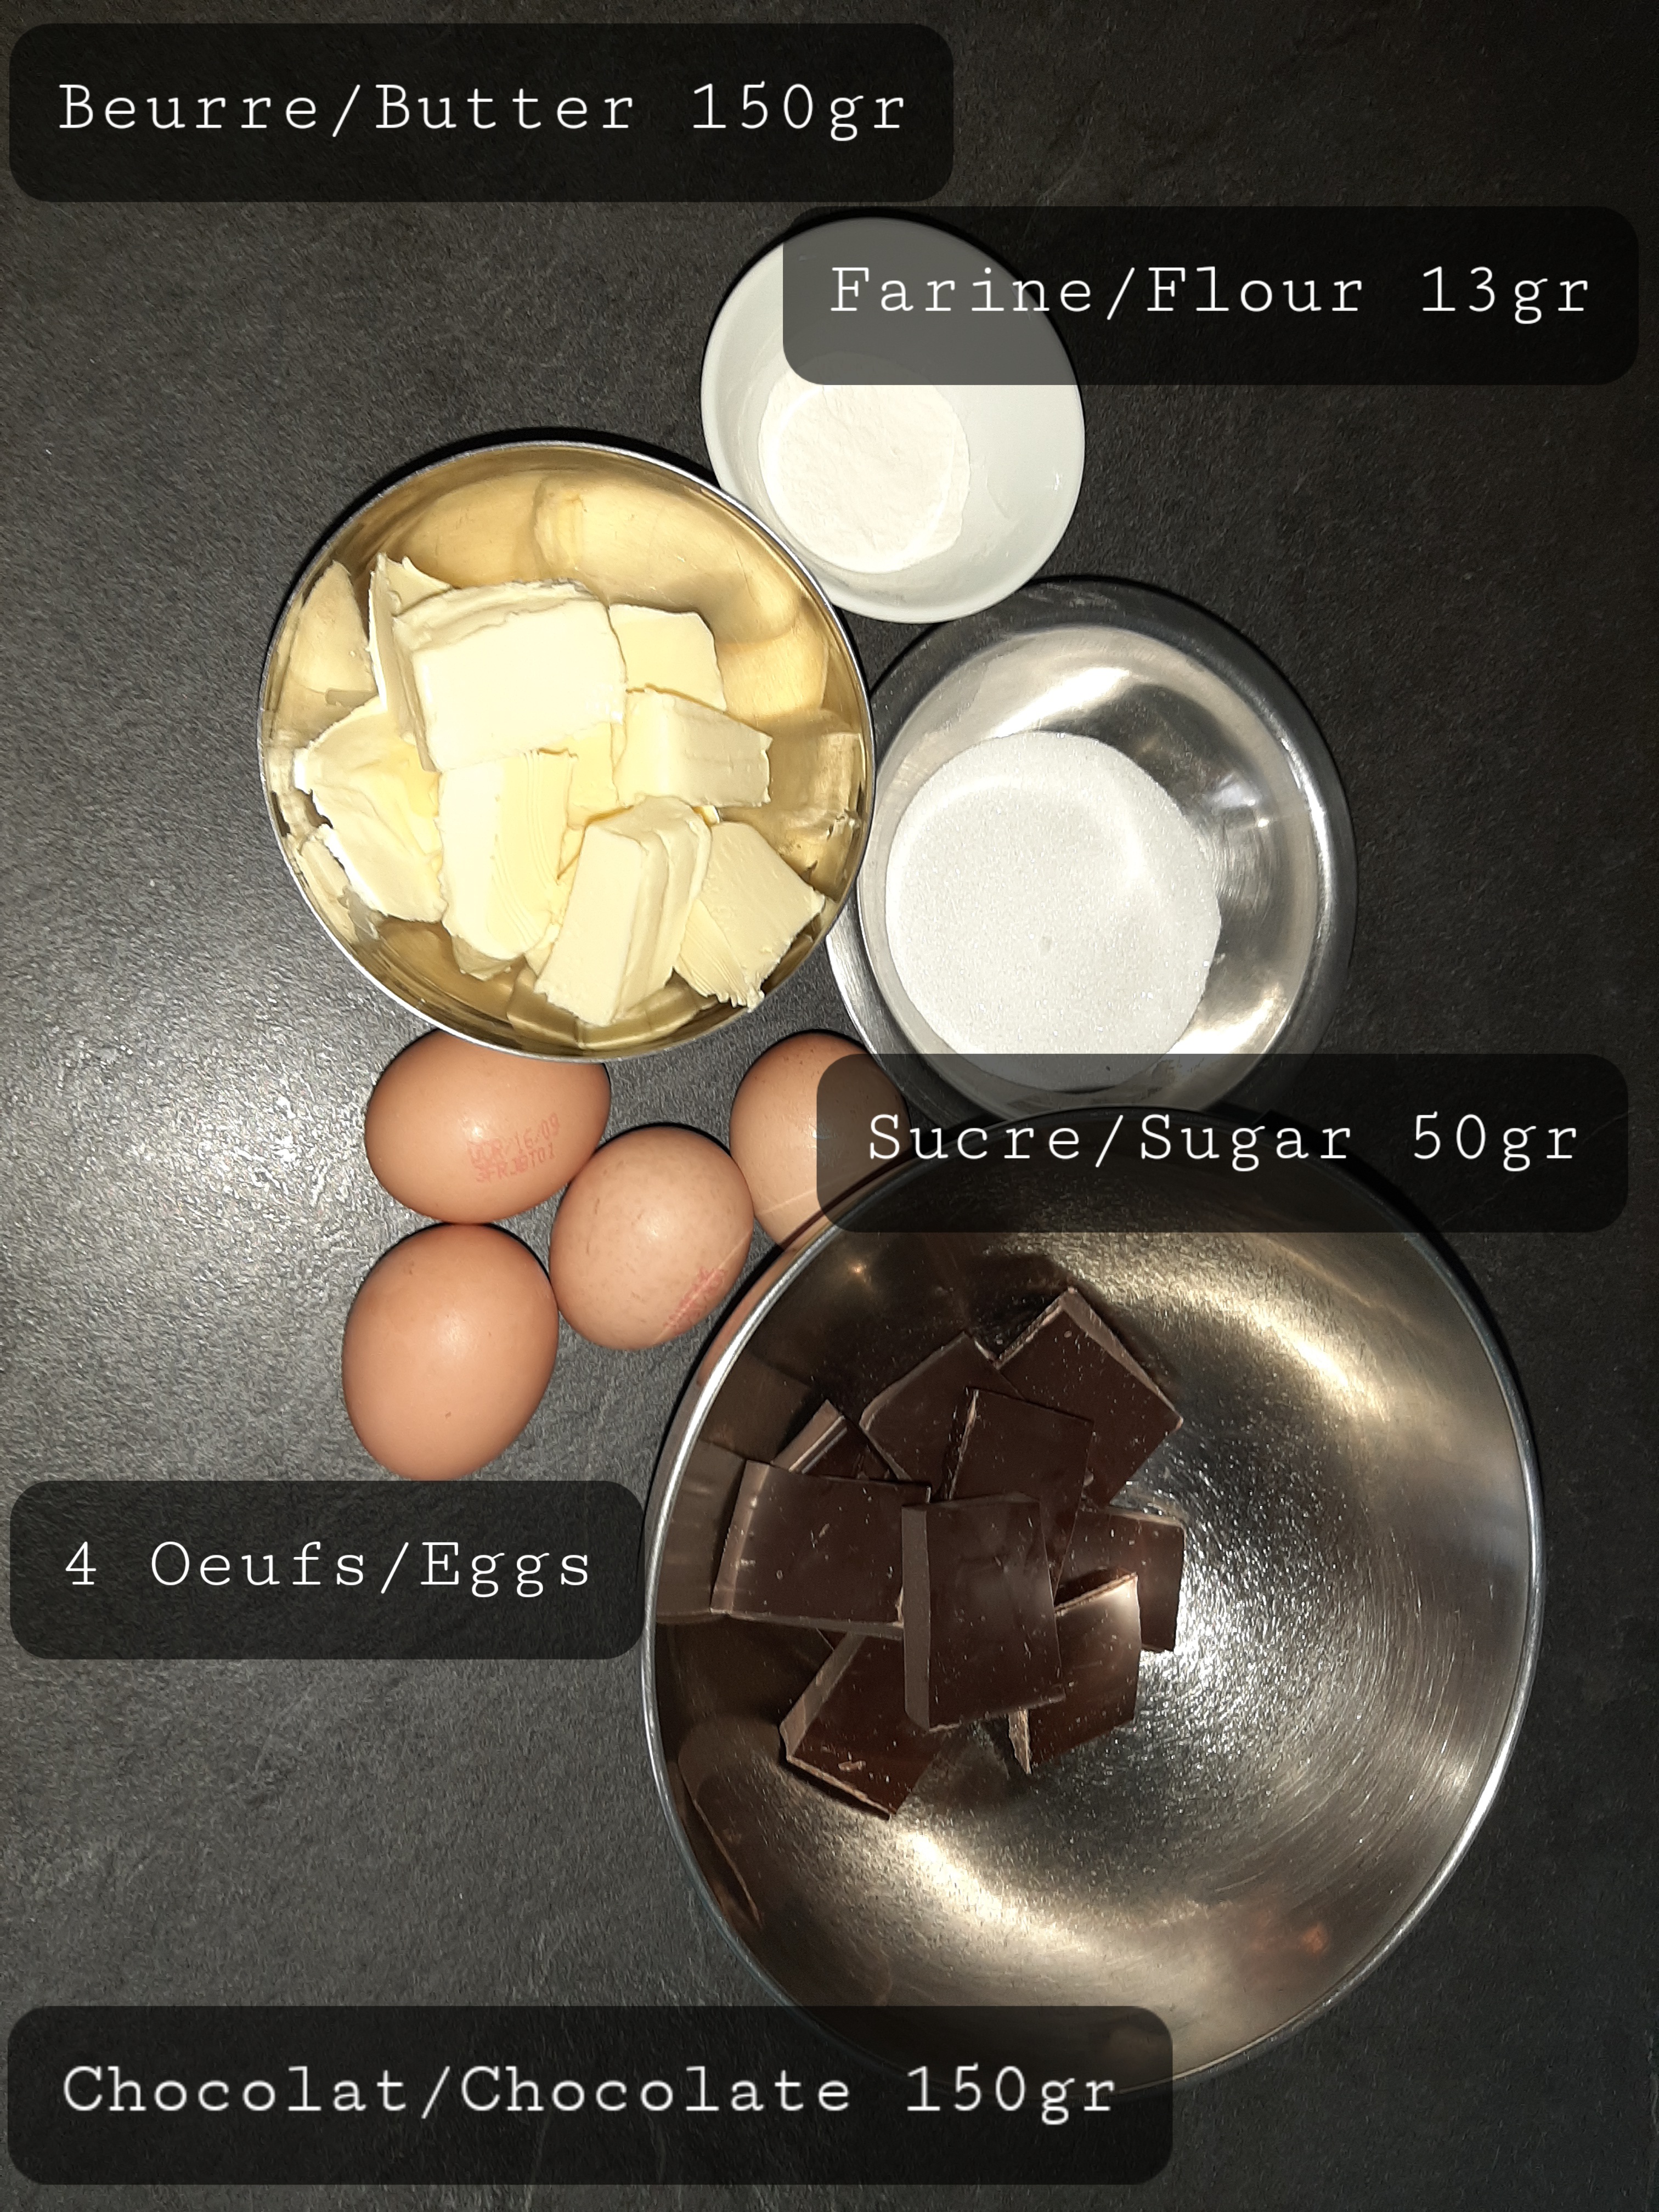 Beurre/Butter 150gr
Farine/Flour 13gr
Sucre/Sugar 50gr
4 Oeufs/Eggs
Chocolat/Chocolate 150gr